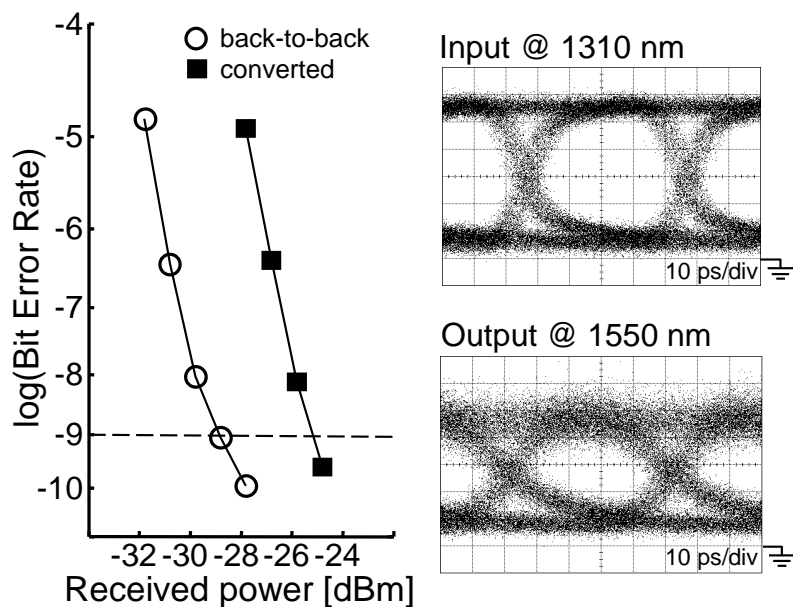 -4
-5
-6
-7
-8
-9
-10
log(Bit Error Rate)
back-to-back
converted
-32 -30 -28 -26 -24
Received power [dBm]
Input @ 1310 nm
10 ps/div
Output @ 1550 nm
10 ps/div